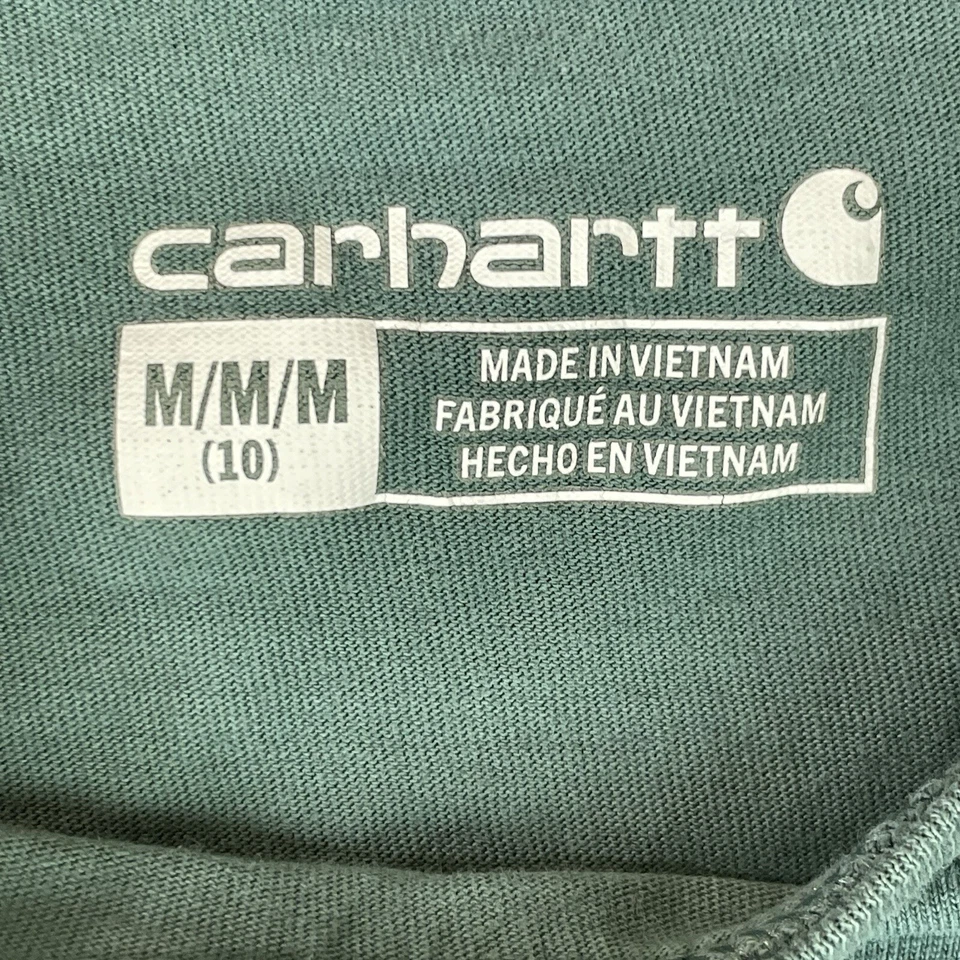 carhartt
M/M/M
(10)
MADE IN VIETNAM
FABRIQUÉ AU VIETNAM
HECHO EN VIETNAM